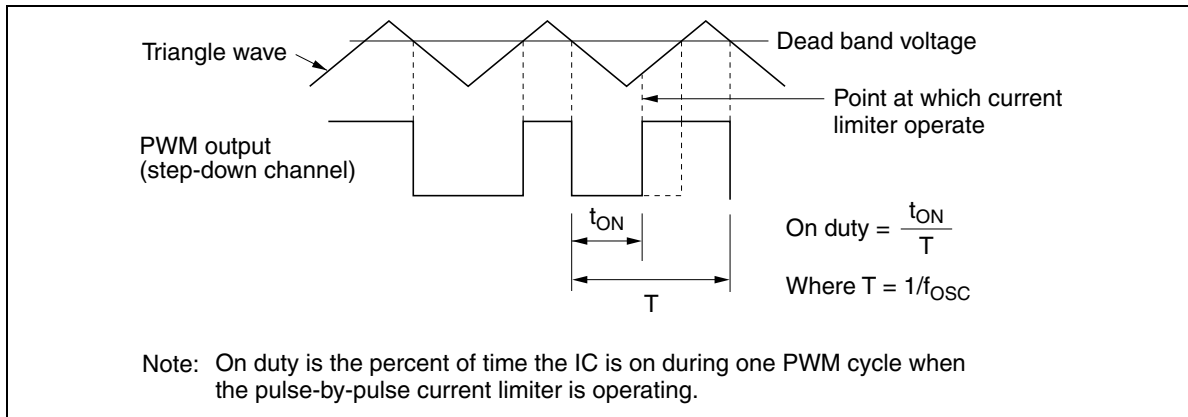 Triangle wave
Dead band voltage
Point at which current
limiter operate
PWM output
(step-down channel)
tON
T
On duty = tON
T
Where T = 1/fOSC
Note: On duty is the percent of time the IC is on during one PWM cycle when
the pulse-by-pulse current limiter is operating.